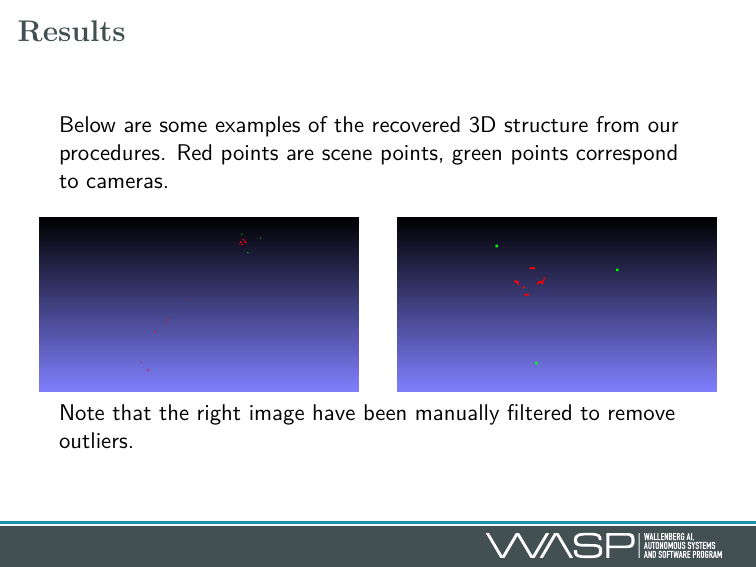 Results
Below are some examples of the recovered 3D structure from our
procedures. Red points are scene points, green points correspond
to cameras.
Note that the right image have been manually filtered to remove
outliers.
WASP
WALLENBERG AI,
AUTONOMOUS SYSTEMS
AND SOFTWARE PROGRAM